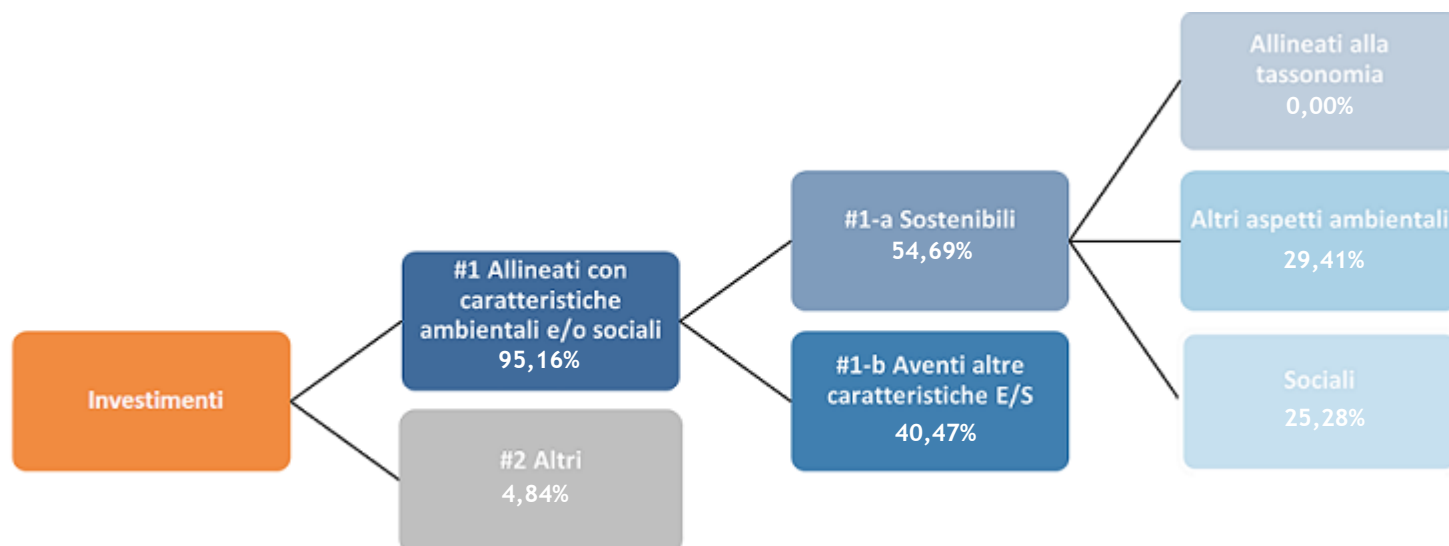 Investimenti
#1 Allineati con
caratteristiche
ambientali e/o sociali
95,16%
#2 Altri
4,84%
#1-a Sostenibili
54,69%
#1-b Aventi altre
caratteristiche E/S
40,47%
Allineati alla
tassonomia
0,00%
Altri aspetti ambientali
29,41%
Sociali
25,28%